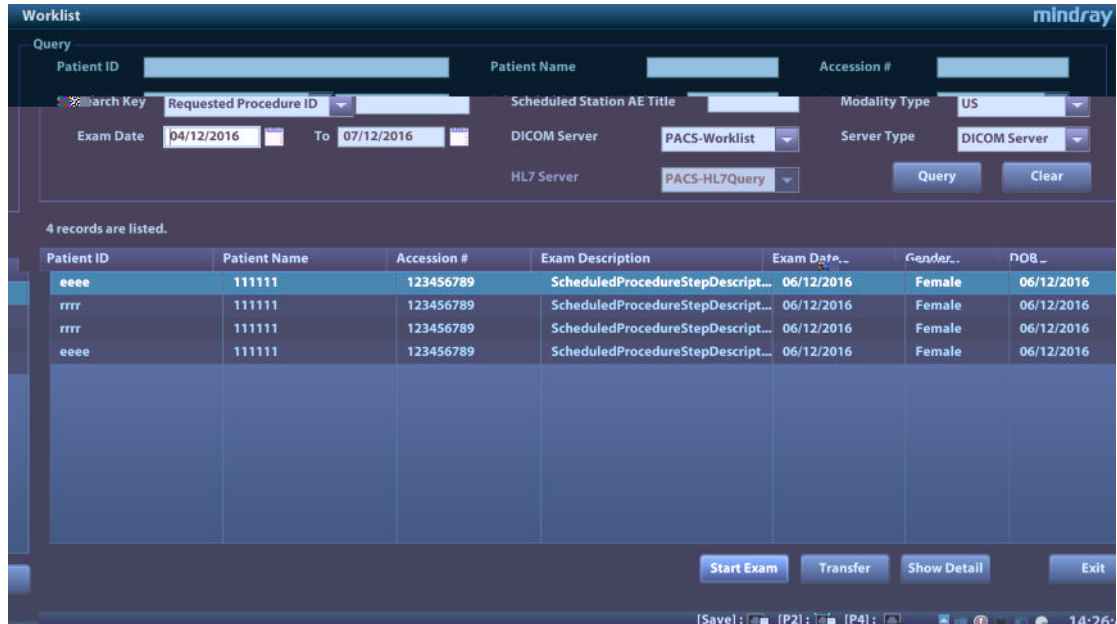 Worklist mindray
Query
Patient ID Patient Name Accession #
arch Key Requested Procedure ID Scheduled Station AE Title Modality Type US
Exam Date 04/12/2016 To 07/12/2016 DICOM Server PACS-Worklist Server Type DICOM Server
HL7 Server PACS-HL7Query Query Clear
4 records are listed.
Patient ID Patient Name Accession # Exam Description Exam Date.. Gender... DOB..
eeee 111111 123456789 ScheduledProcedureStepDescript... 06/12/2016 Female 06/12/2016
rrrr 111111 123456789 ScheduledProcedureStepDescript... 06/12/2016 Female 06/12/2016
rrrr 111111 123456789 ScheduledProcedureStepDescript... 06/12/2016 Female 06/12/2016
eeee 111111 123456789 ScheduledProcedureStepDescript... 06/12/2016 Female 06/12/2016
Start Exam Transfer Show Detail Exit
[Save]: [P2]: [P4]: 14:26: